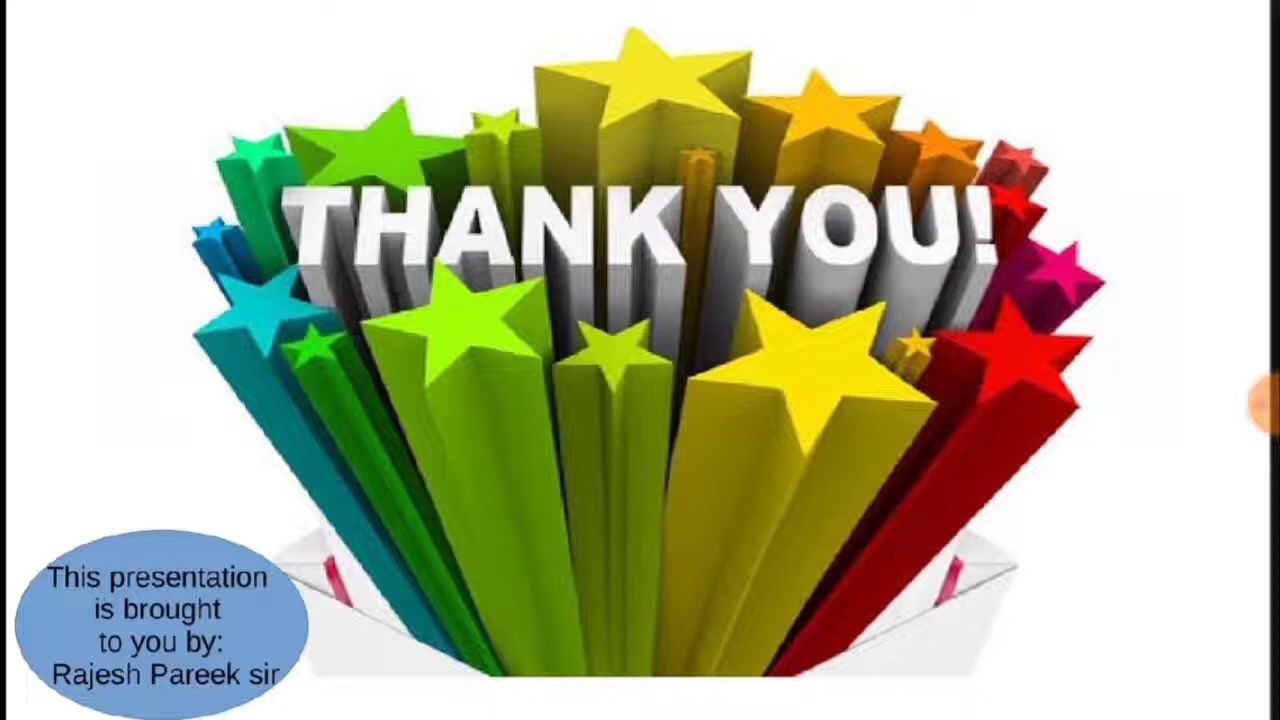 THANK YOU!
This presentation
is brought
to you by:
Rajesh Pareek sir